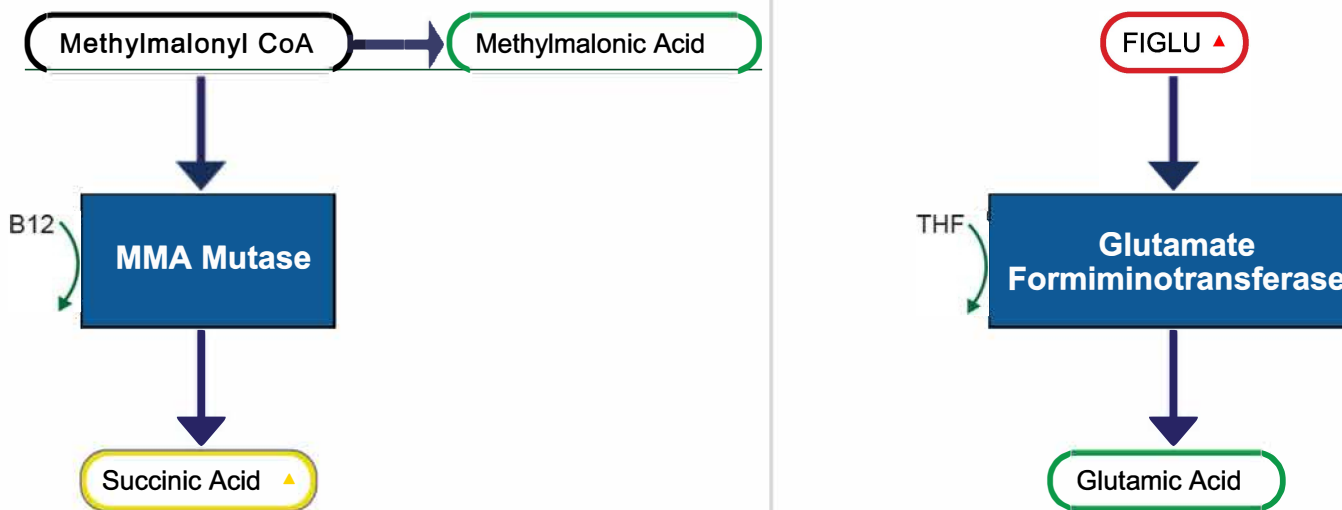 Methylmalonyl CoA
Methylmalonic Acid
B12
MMA Mutase
Succinic Acid ▲
FIGLU ▲
THF
Glutamate
Formiminotransferase
Glutamic Acid